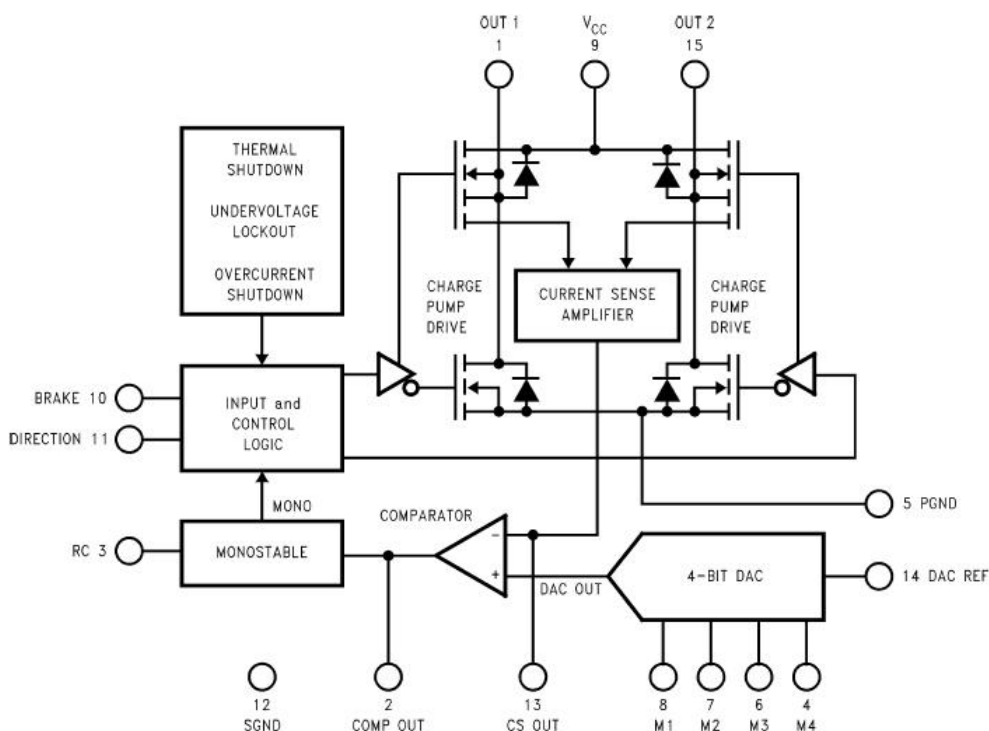 OUT 1
1
VCC
9
OUT 2
15
THERMAL
SHUTDOWN
UNDERVOLTAGE
LOCKOUT
OVERCURRENT
SHUTDOWN
CHARGE
PUMP
DRIVE
CURRENT SENSE
AMPLIFIER
CHARGE
PUMP
DRIVE
BRAKE 10
DIRECTION 11
INPUT and
CONTROL
LOGIC
MONO
RC 3
MONOSTABLE
COMPARATOR
-
+
DAC OUT
4-BIT DAC
5 PGND
14 DAC REF
12
SGND
2
COMP OUT
13
CS OUT
8
M1
7
M2
6
M3
4
M4